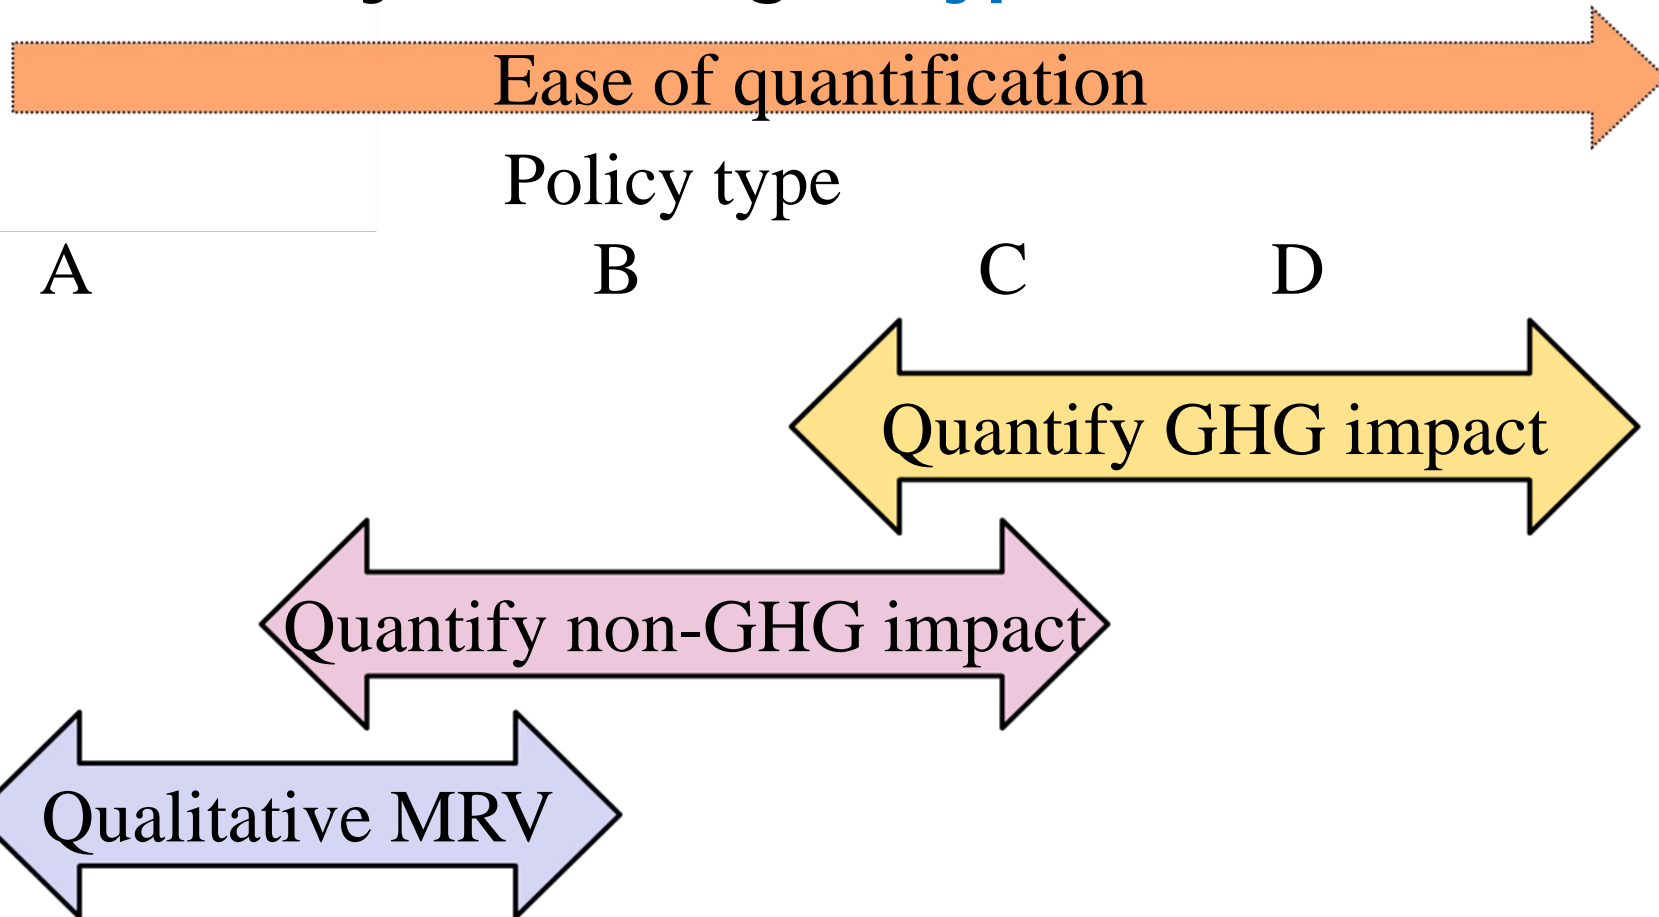 Ease of quantification
Policy type
A B C D
Quantify GHG impact
Quantify non-GHG impact
Qualitative MRV